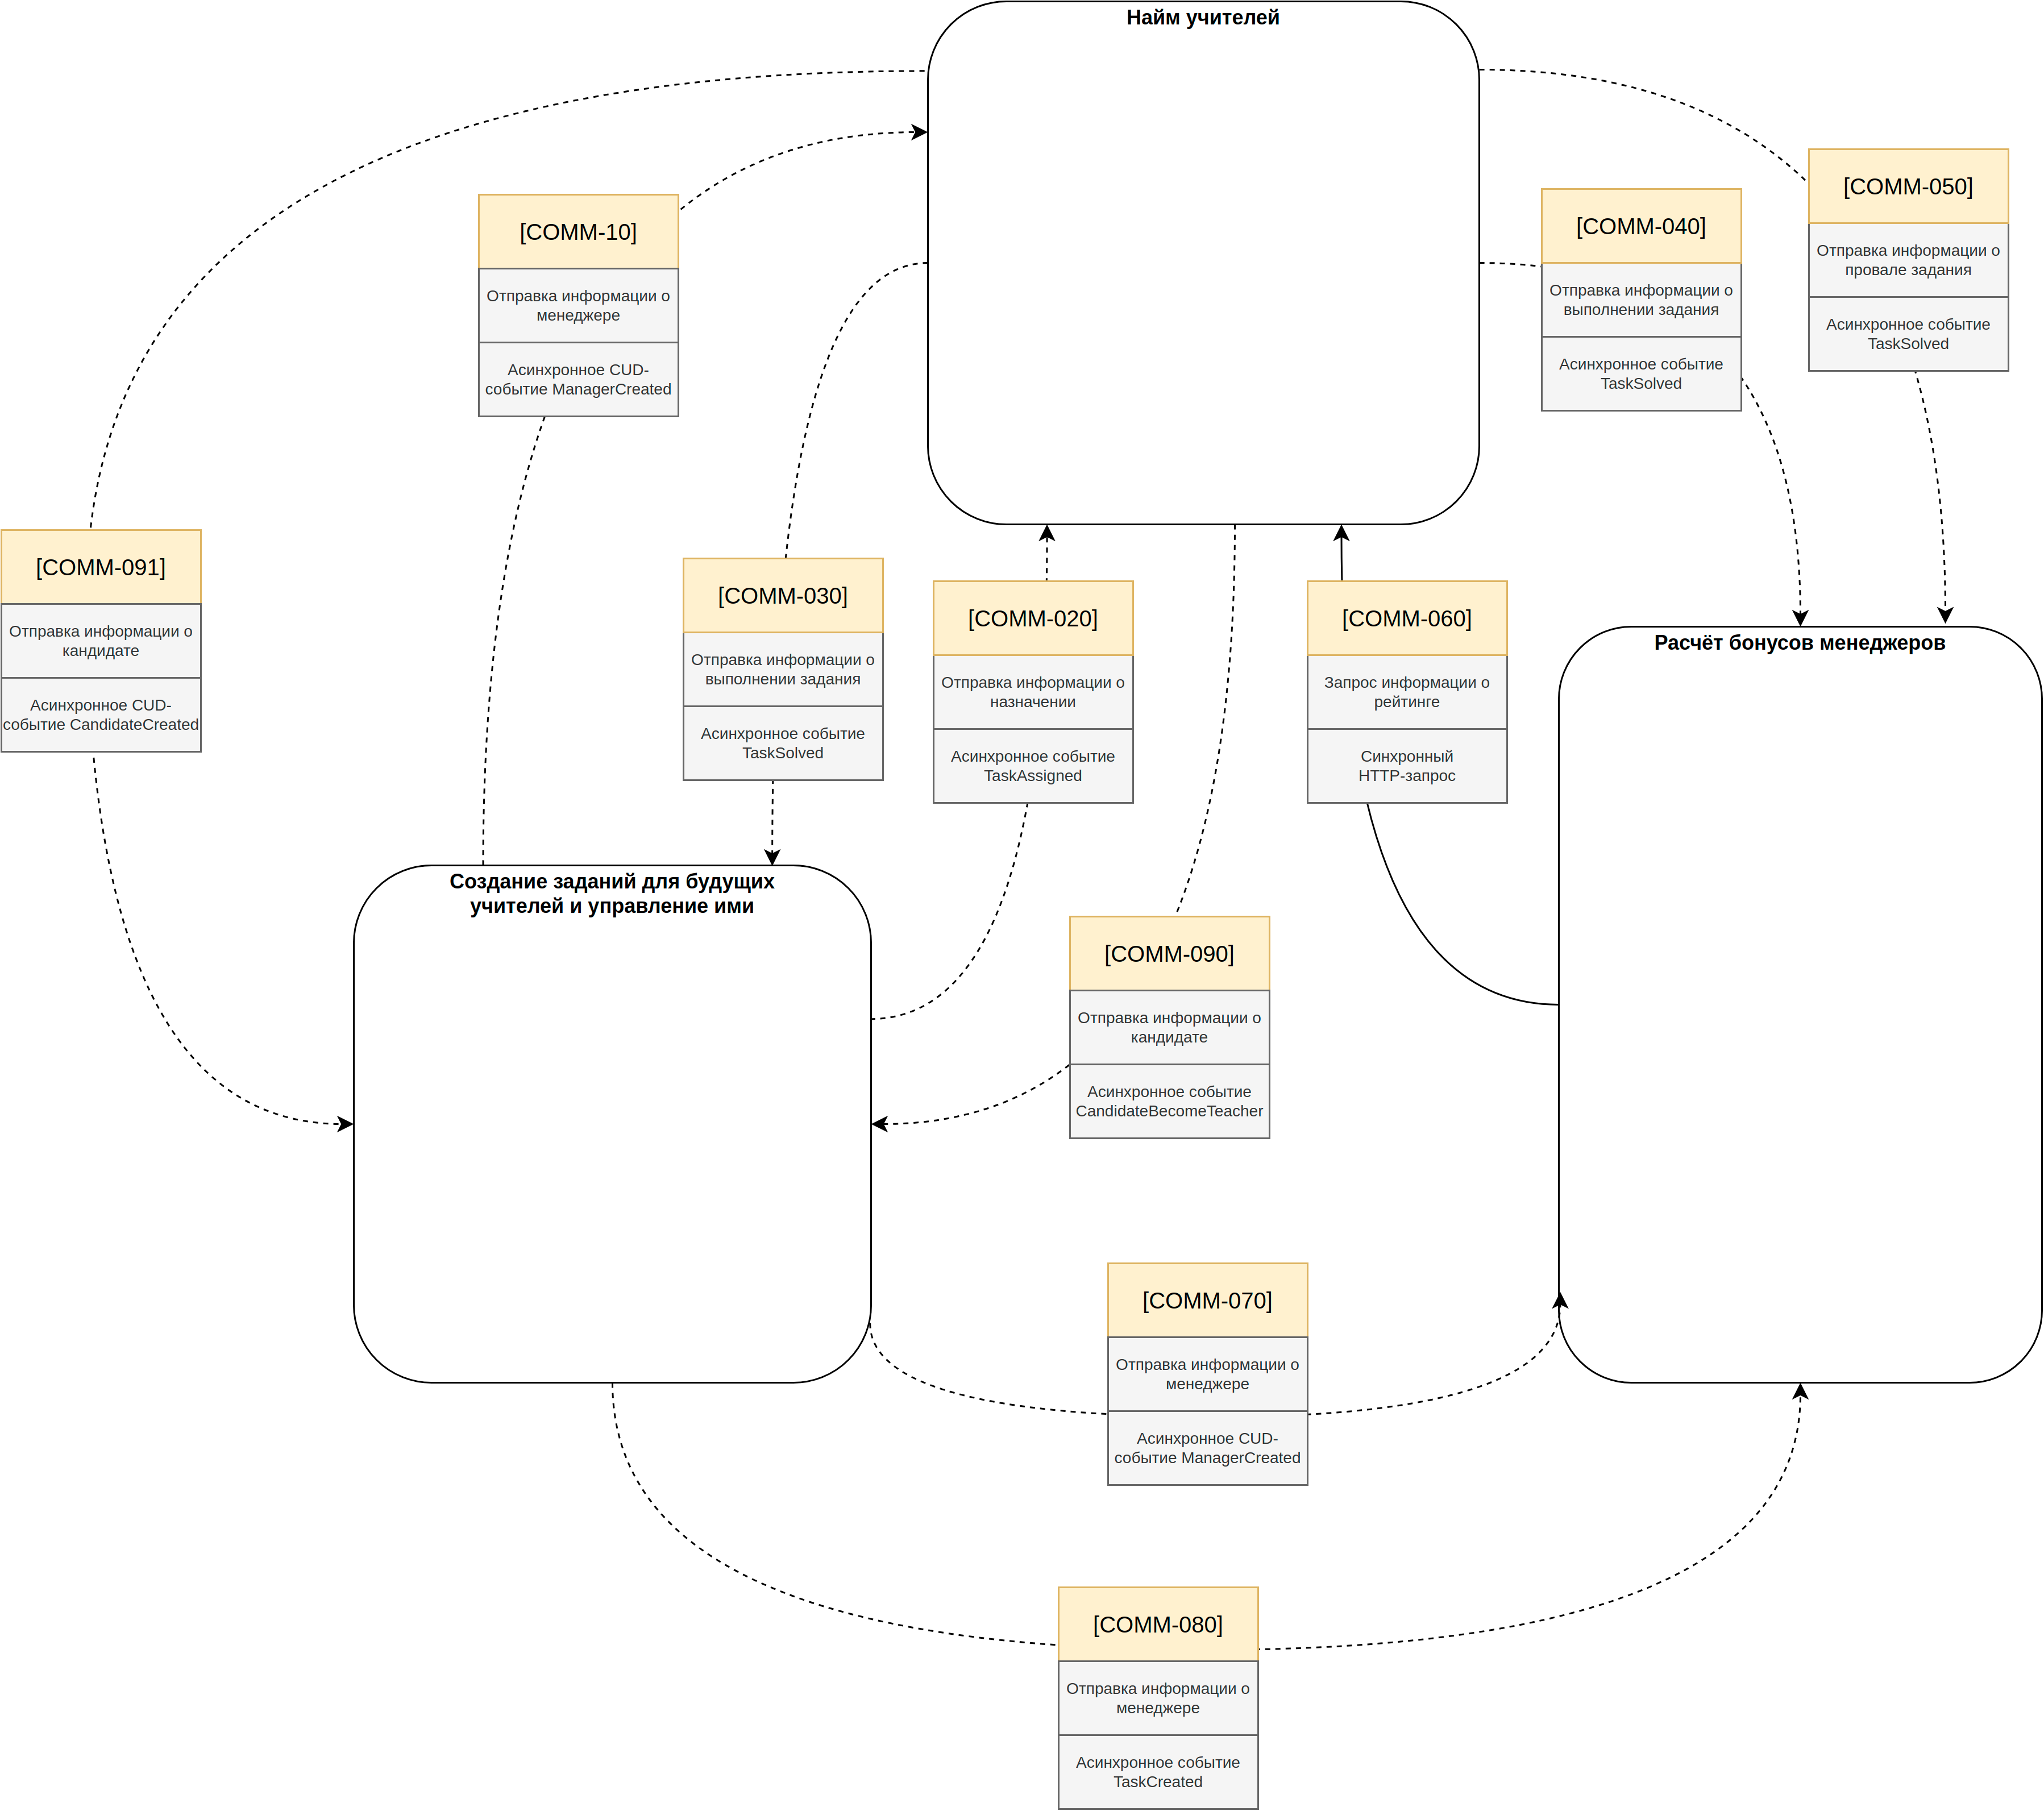 Найм учителей
[COMM-050]
Отправка информации о
провале задания
Асинхронное событие
TaskSolved
[COMM-040]
Отправка информации о
выполнении задания
Асинхронное событие
TaskSolved
[COMM-10]
Отправка информации о
менеджере
Асинхронное CUD-
событие ManagerCreated
[COMM-091]
Отправка информации о
кандидате
Асинхронное CUD-
событие CandidateCreated
[COMM-030]
Отправка информации о
выполнении задания
Асинхронное событие
TaskSolved
[COMM-020]
Отправка информации о
назначении
Асинхронное событие
TaskAssigned
[COMM-060]
Запрос информации о
рейтинге
Синхронный
HTTP-запрос
Расчёт бонусов менеджеров
Создание заданий для будущих
учителей и управление ими
[COMM-090]
Отправка информации о
кандидате
Асинхронное событие
CandidateBecomeTeacher
[COMM-070]
Отправка информации о
менеджере
Асинхронное CUD-
событие ManagerCreated
[COMM-080]
Отправка информации о
менеджере
Асинхронное событие
TaskCreated